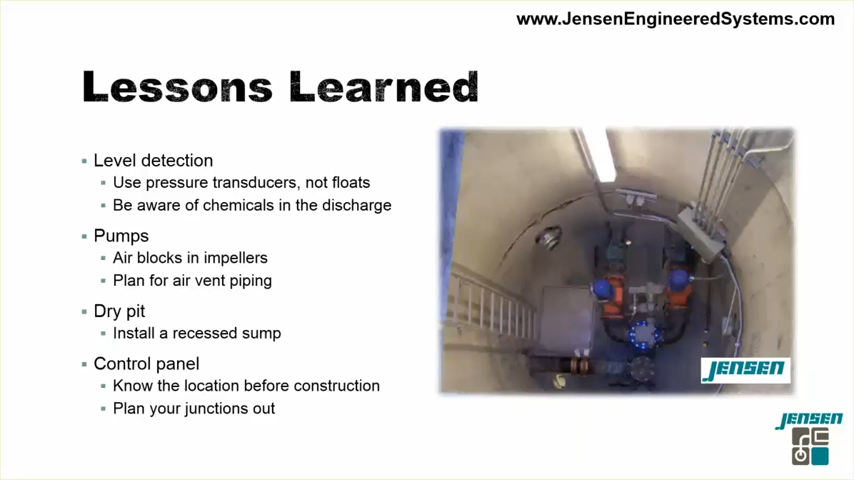 www.JensenEngineeredSystems.com
Lessons Learned
Level detection
Use pressure transducers, not floats
Be aware of chemicals in the discharge
Pumps
Air blocks in impellers
Plan for air vent piping
Dry pit
Install a recessed sump
Control panel
Know the location before construction
Plan your junctions out
JENSEN
JENSEN